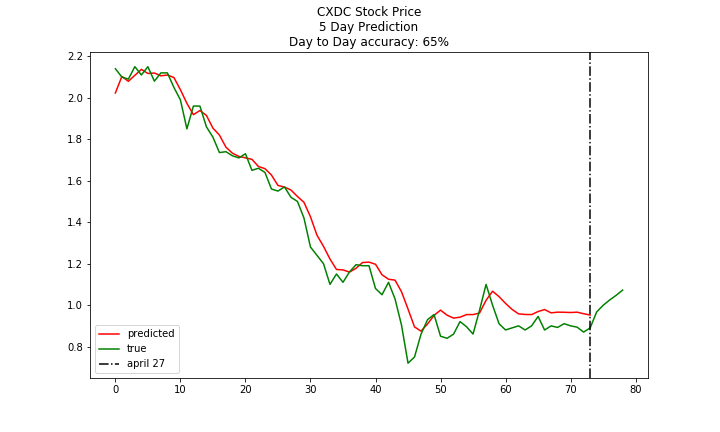 CXDC Stock Price
5 Day Prediction
Day to Day accuracy: 65%
2.2
2.0
1.8
1.6
1.4
1.2
1.0
0.8
predicted
true
april 27
0 10 20 30 40 50 60 70 80